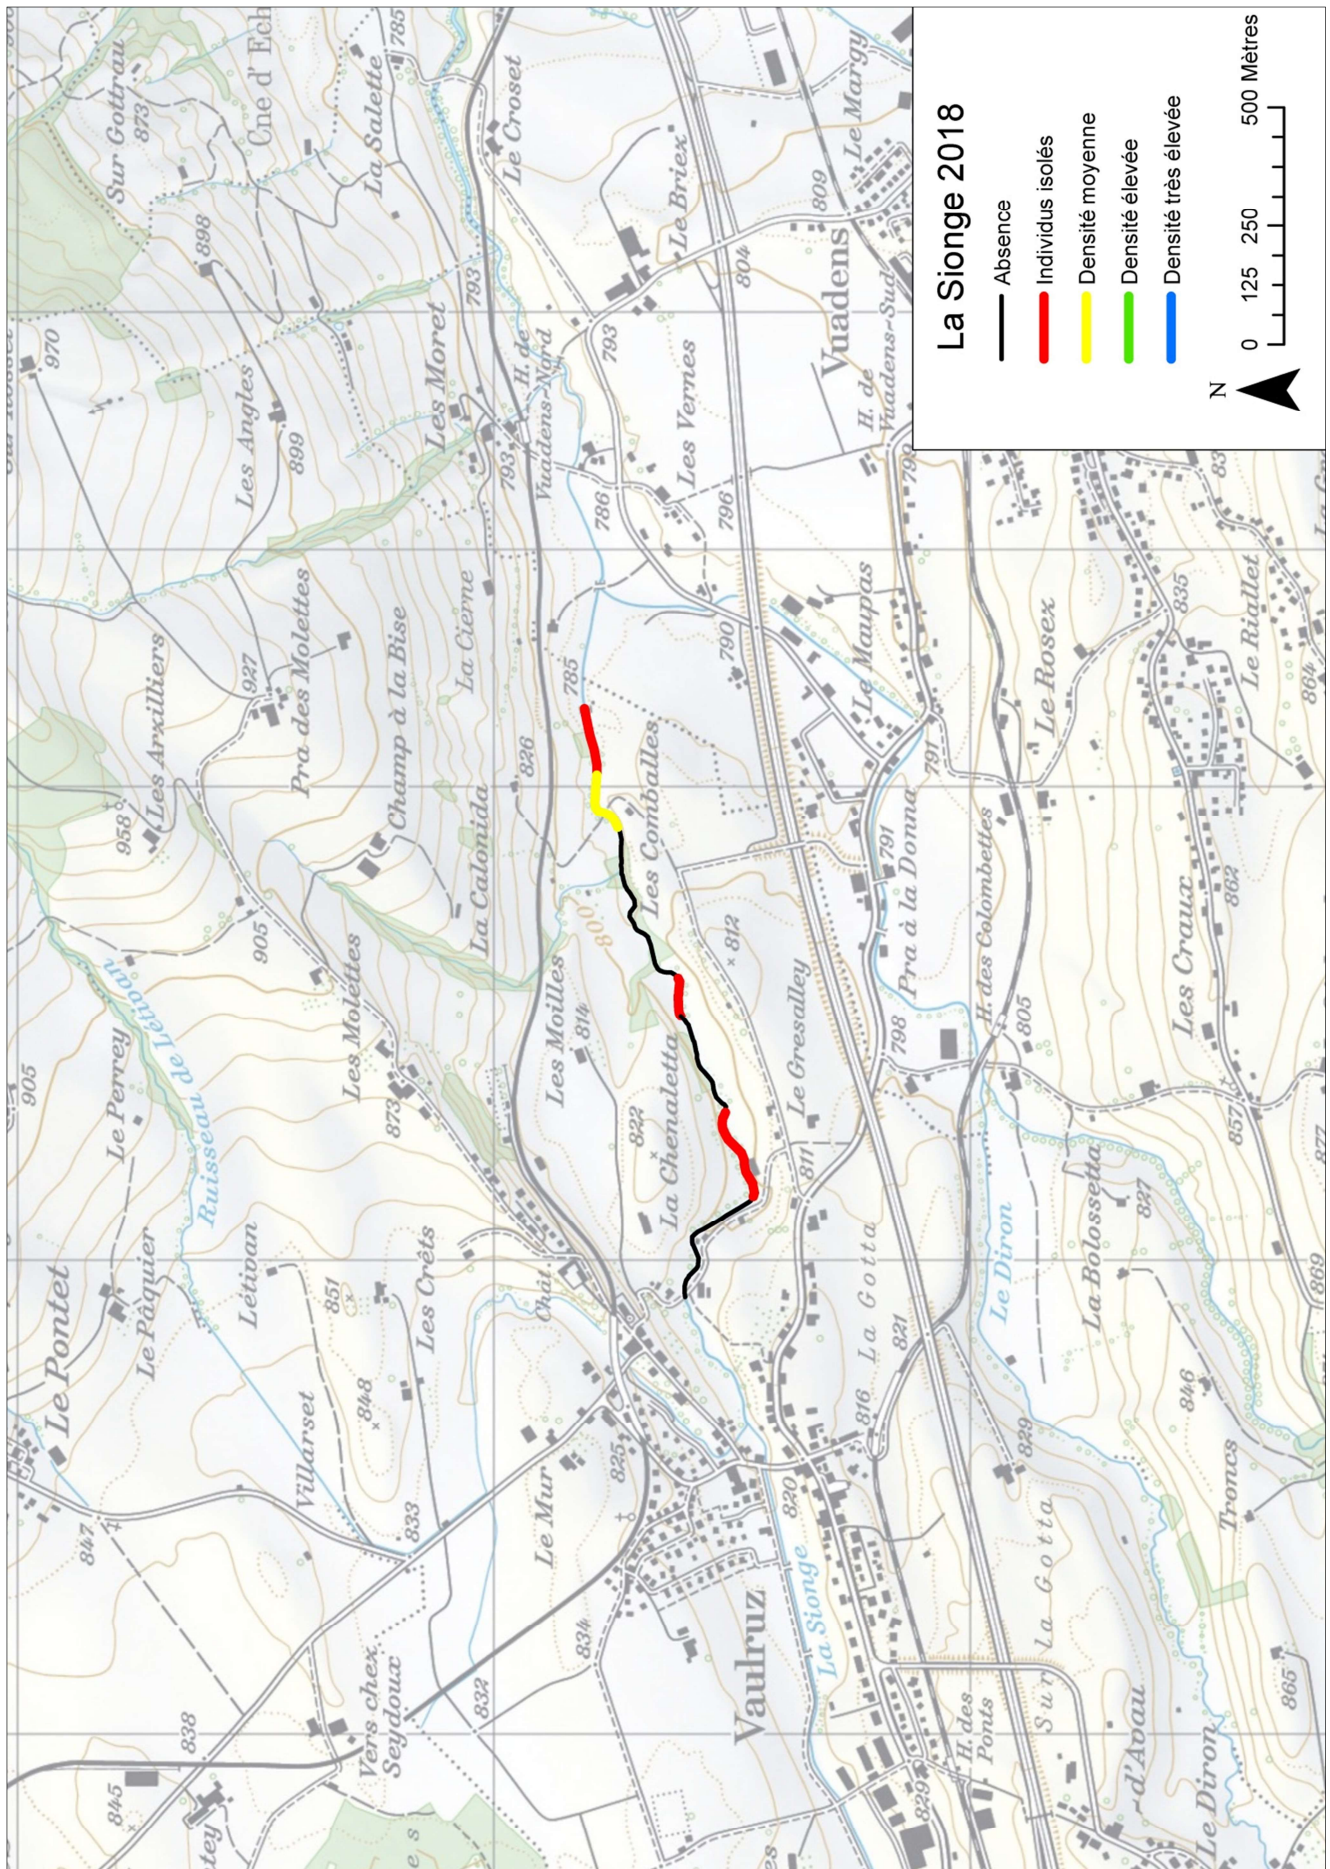 La Sionge 2018
Absence
Individus isolés
Densité moyenne
Densité élevée
Densité très élevée
N
0 125 250 500 Mètres
845
838
Vers chez
Seydoux
832
834
Vaulruz
La Sionge
829
H. des
Ponts
Sur La Gotta
865
Le Diron
Troncs
846
829
816
820
821
La Gotta
Le Mur
825
833
847
Le Pontet
Villarset
848
851
Les Crêts
Létivan
Le Pâquier
Le Perrey
905
Ruisseau de Létivan
Chât.
873
Les Molettes
905
Les Moilles
814
822
La Chenaletta
811
Le Gresalley
812
798
Pra à la Donna
H. des Colombettes
805
Le Diron
La Bolossetta
827
857
869
877
Les Craux
862
800
Les Comballes
La Calonida
826
785
Champ à la Bise
Pra des Molettes
927
Les Arxilliers
958
La Cierne
790
791
791
Le Maupas
Le Rosex
835
Le Riallet
864
796
786
Les Vernes
793
793
H. de
Vuadens-Nord
Les Moret
793
Les Angles
899
898
970
Sur Gottrau
873
La Salette
785
Le Croset
Le Briex
804
809
Le Margy
Vuadens
H. de
Vuadens-Sud